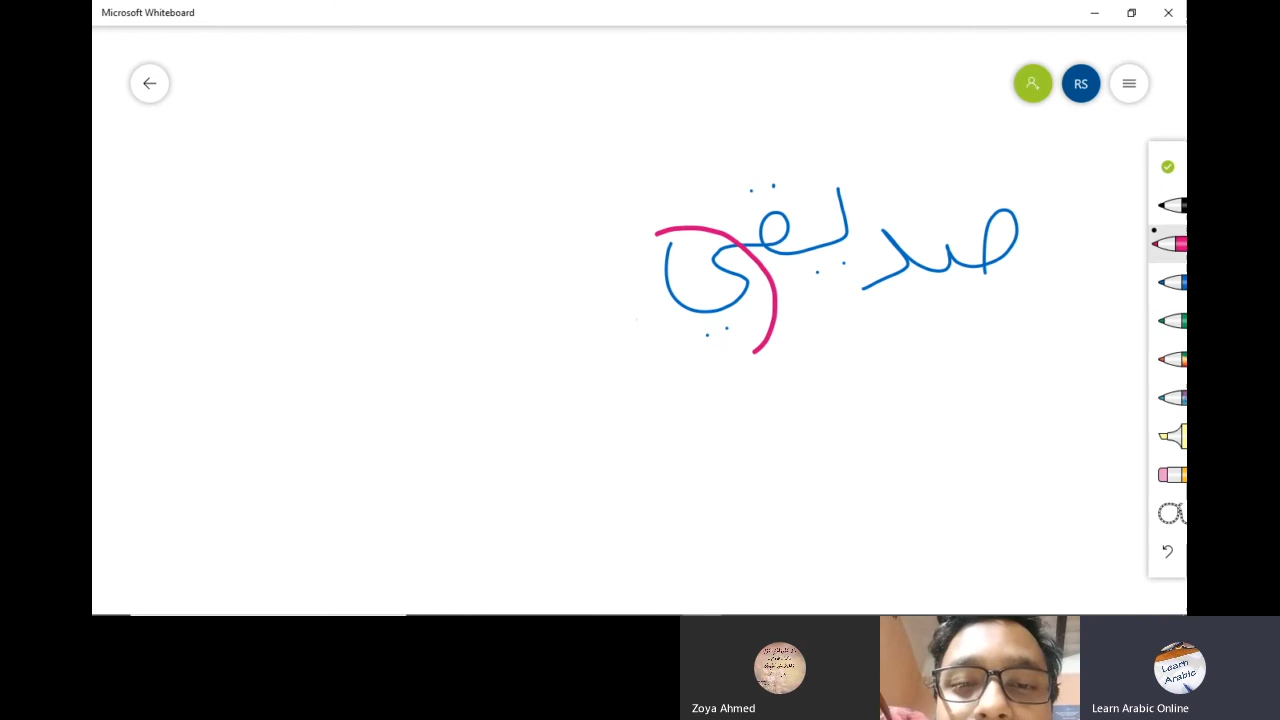 Microsoft Whiteboard
RS
صديقي
Zoya Ahmed
Learn Arabic
Learn Arabic Online